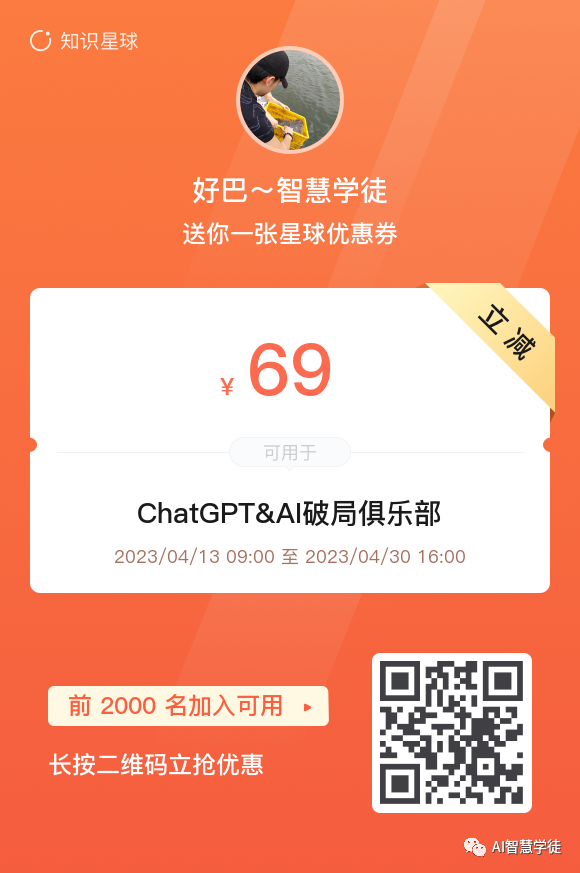 知识星球
好巴～智慧学徒
送你一张星球优惠券
立减
¥ 69
可用于
ChatGPT&AI破局俱乐部
2023/04/13 09:00 至 2023/04/30 16:00
前 2000 名加入可用
长按二维码立抢优惠
AI智慧学徒